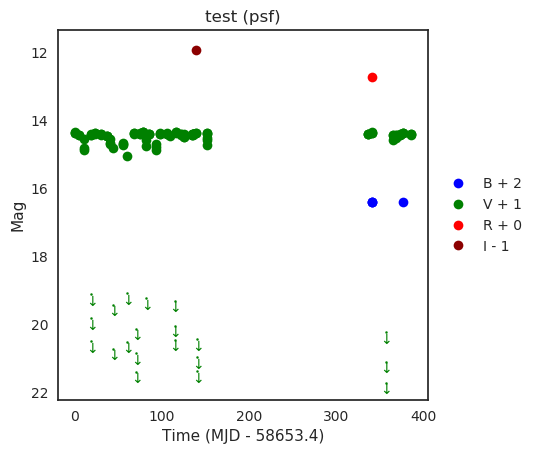 test (psf)
Mag
12
14
16
18
20
22
0
100
200
300
400
Time (MJD - 58653.4)
B + 2
V + 1
R + 0
I - 1